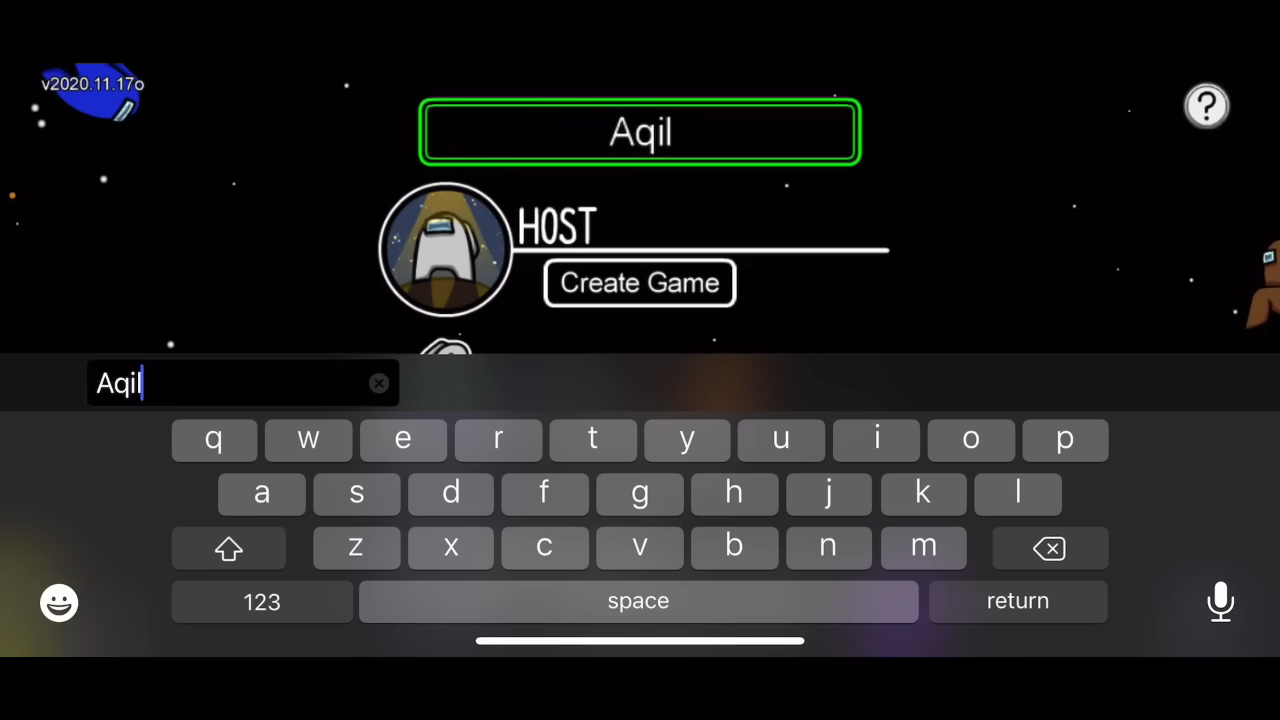 v2020.11.17o
?
Aqil
HOST
Create Game
Aqil
q w e r t y u i o p
a s d f g h j k l
z x c v b n m
123 space return